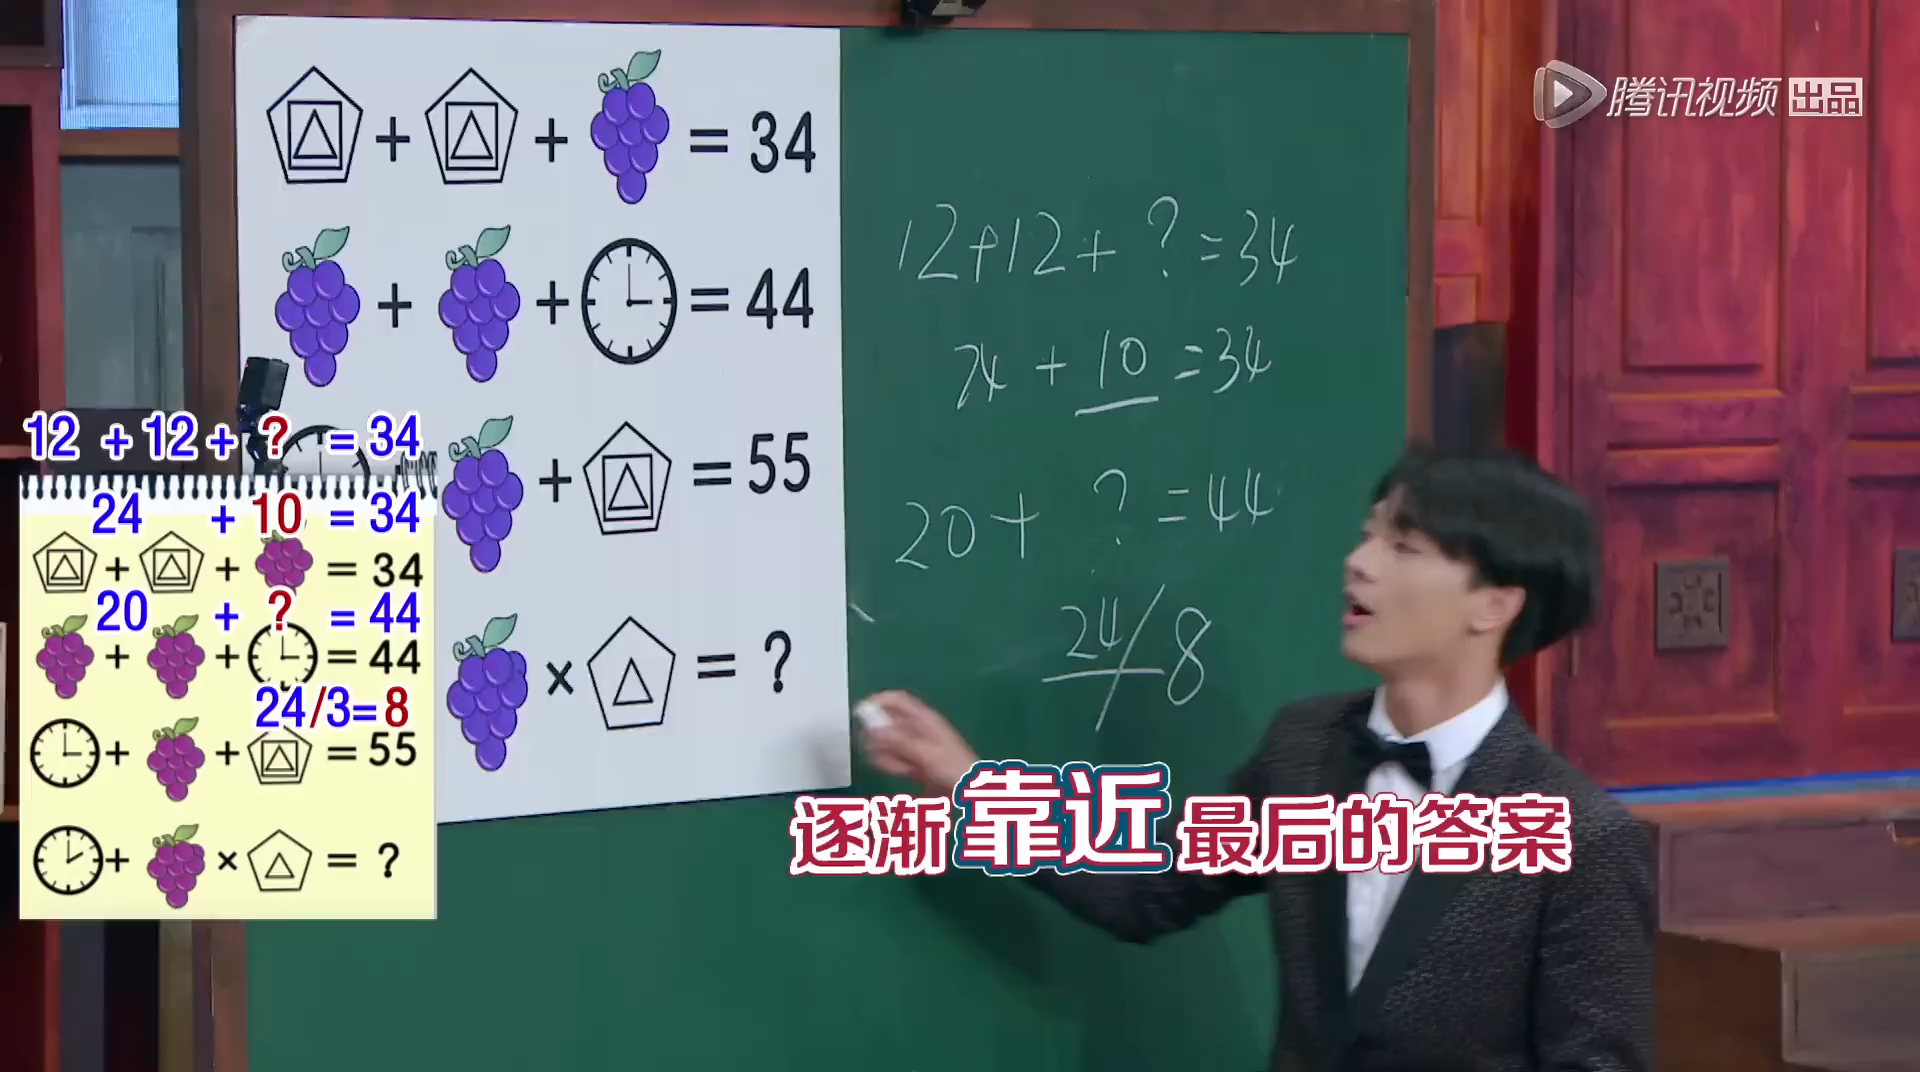 腾讯视频 出品
+ + = 34
+ + = 44
+ = 55
× = ?
12+12+ ? =34
24 + 10 =34
20+ ? =44
24/8
12 + 12 + ? = 34
24 + 10 = 34
+ + = 34
20 + ? = 44
+ + = 44
24/3=8
+ + = 55
+ × = ?
逐渐靠近最后的答案